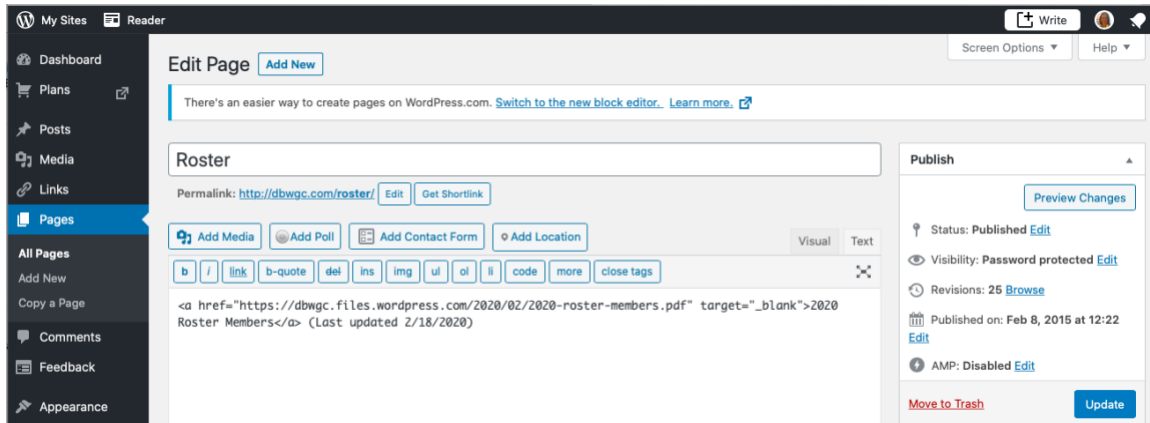 My Sites Reader Write
Dashboard
Plans
Posts
Media
Links
Pages
All Pages
Add New
Copy a Page
Comments
Feedback
Appearance
Screen Options ▼ Help ▼
Edit Page Add New
There's an easier way to create pages on WordPress.com. Switch to the new block editor. Learn more.
Roster
Permalink: http://dbwgc.com/roster/ Edit Get Shortlink
Add Media Add Poll Add Contact Form Add Location
Visual Text
b i link b-quote del ins img ul ol li code more close tags
<a href="https://dbwgc.files.wordpress.com/2020/02/2020-roster-members.pdf" target="_blank">2020
Roster Members</a> (Last updated 2/18/2020)
Publish
Preview Changes
Status: Published Edit
Visibility: Password protected Edit
Revisions: 25 Browse
Published on: Feb 8, 2015 at 12:22
Edit
AMP: Disabled Edit
Move to Trash Update